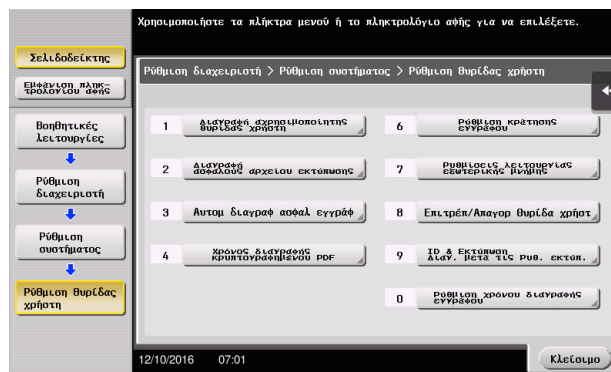 Χρησιμοποιήστε τα πλήκτρα μενού ή το πληκτρολόγιο αφής για να επιλέξετε.
Σελιδοδείκτης
Εμφάνιση πληκ-
τρολογίου αφής
Βοηθητικές
λειτουργίες
Ρύθμιση
διαχειριστή
Ρύθμιση
συστήματος
Ρύθμιση θυρίδας
χρήστη
Ρύθμιση διαχειριστή > Ρύθμιση συστήματος > Ρύθμιση θυρίδας χρήστη
1 Διαγραφή αχρησιμοποίητης
θυρίδας χρήστη
2 Διαγραφή
ασφαλούς αρχείου εκτύπωσης
3 Αυτομ διαγραφ ασφαλ εγγράφ
4 Χρόνος διαγραφής
κρυπτογραφημένου PDF
6 Ρύθμιση κράτησης
εγγράφου
7 Ρυθμίσεις λειτουργίας
εξωτερικής μνήμης
8 Επιτρέπ/Απαγορ θυρίδα χρήστ
9 ID & Εκτύπωση
Διαγ. μετά τις ρυθ. εκτύπ.
0 Ρύθμιση χρόνου διαγραφής
εγγράφου
12/10/2016 07:01
Κλείσιμο